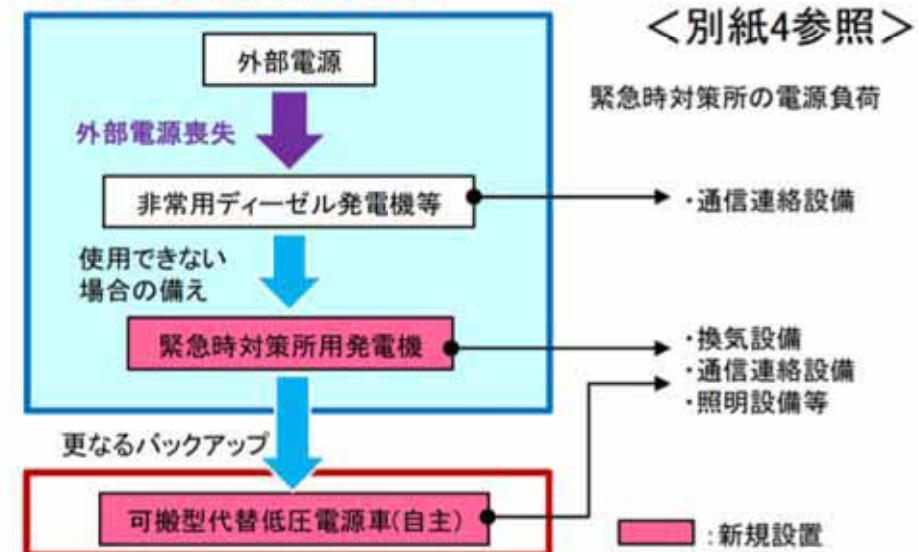 ＜別紙4参照＞
外部電源
緊急時対策所の電源負荷
外部電源喪失
非常用ディーゼル発電機等
・通信連絡設備
使用できない
場合の備え
緊急時対策所用発電機
・換気設備
・通信連絡設備
・照明設備等
更なるバックアップ
可搬型代替低圧電源車(自主)
:新規設置